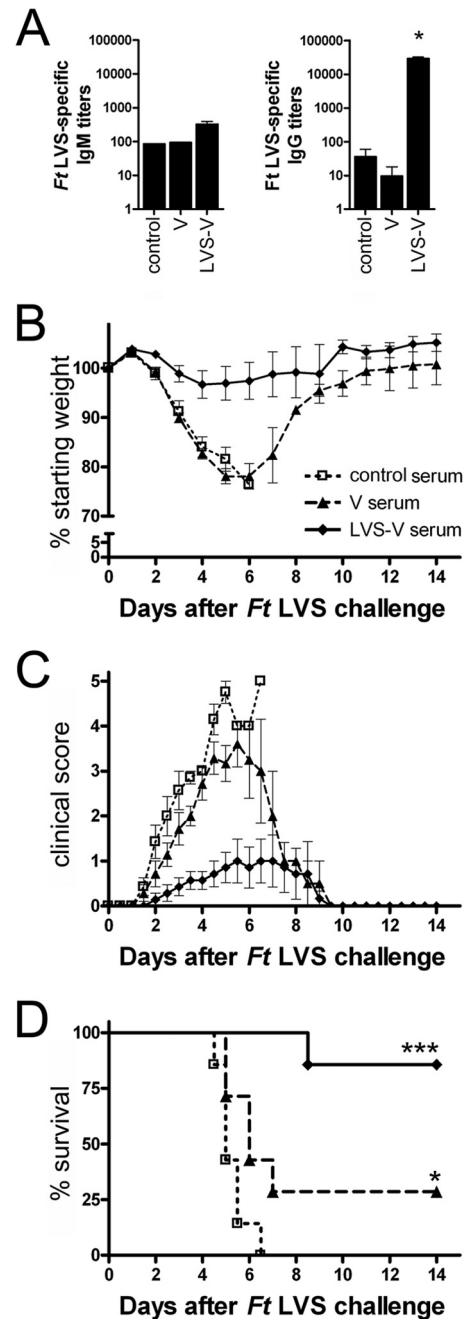 A
Ft LVS-specific
IgM titers
100000
10000
1000
100
10
1
control
V
LVS-V
Ft LVS-specific
IgG titers
100000
10000
1000
100
10
1
*
control
V
LVS-V
B
% starting weight
100
90
80
70
5
0
control serum
V serum
LVS-V serum
0 2 4 6 8 10 12 14
Days after Ft LVS challenge
C
clinical score
5
4
3
2
1
0
0 2 4 6 8 10 12 14
Days after Ft LVS challenge
D
% survival
100
75
50
25
0
***
*
0 2 4 6 8 10 12 14
Days after Ft LVS challenge